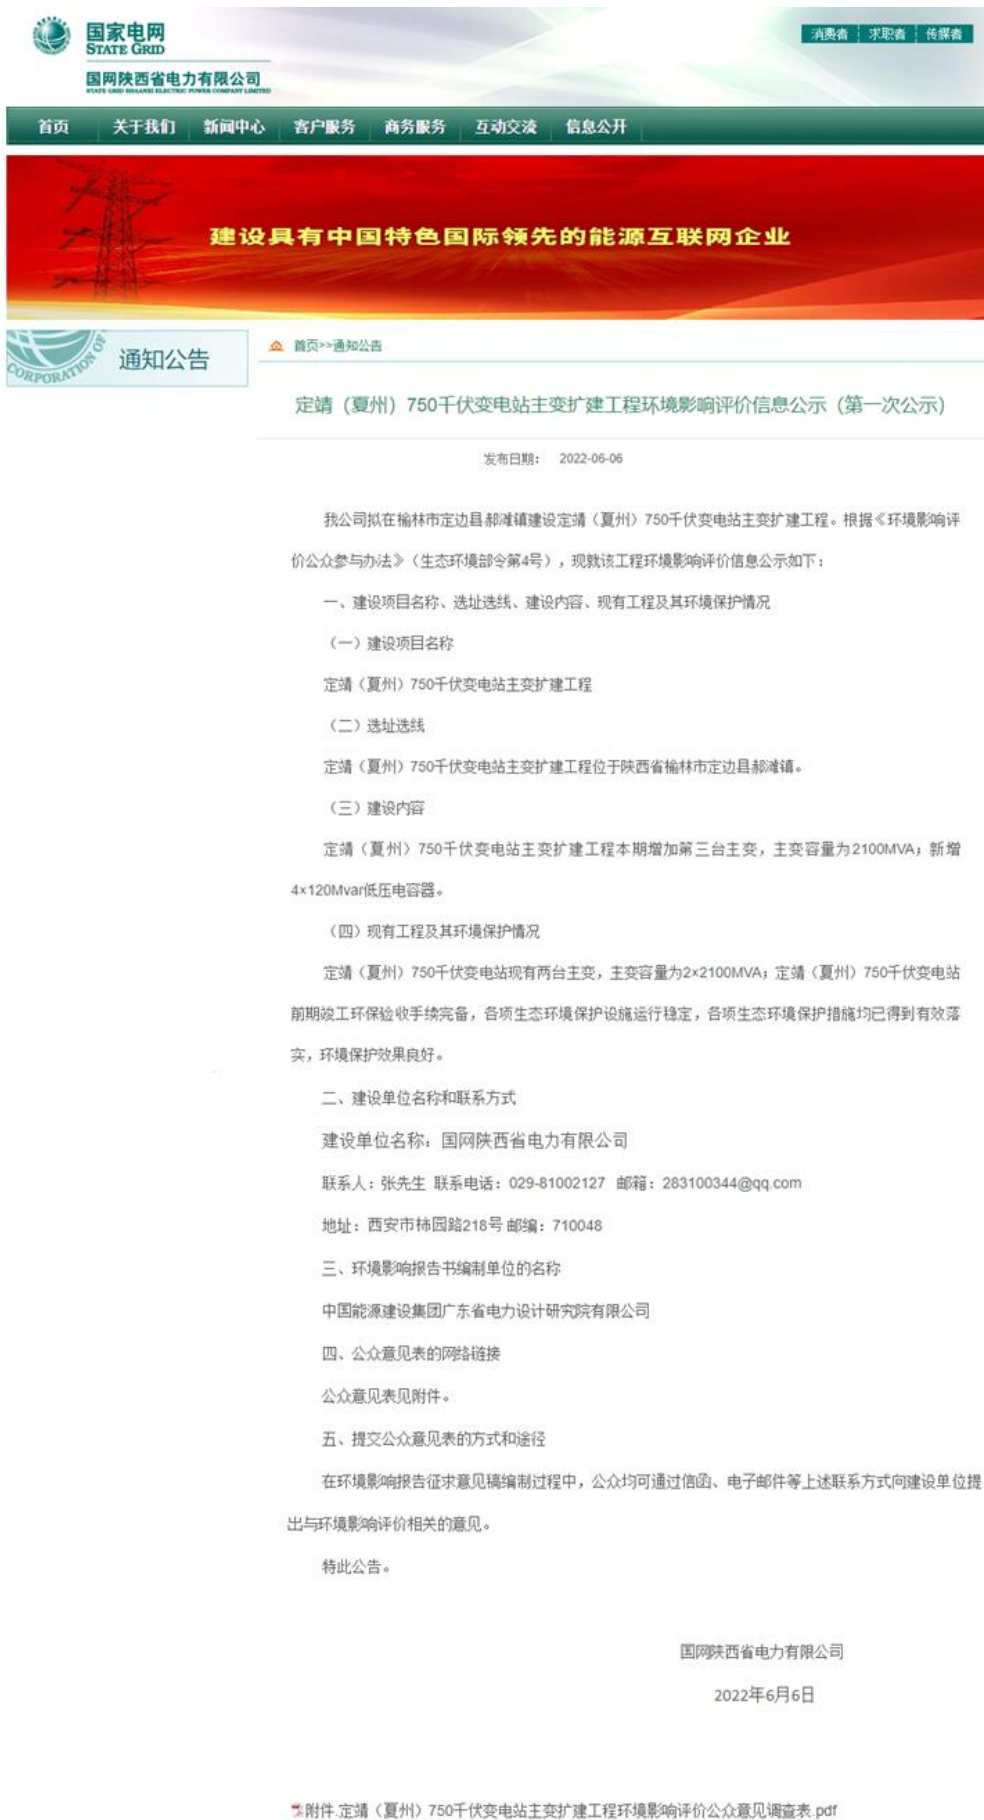 国家电网
STATE GRID
国网陕西省电力有限公司
STATE GRID SHAANXI ELECTRIC POWER COMPANY LIMITED
消费者 求职者 传媒者
首页 关于我们 新闻中心 客户服务 商务服务 互动交流 信息公开
建设具有中国特色国际领先的能源互联网企业
CORPORATION OF
通知公告
首页>>通知公告
定靖（夏州）750千伏变电站主变扩建工程环境影响评价信息公示（第一次公示）
发布日期： 2022-06-06
我公司拟在榆林市定边县郝滩镇建设定靖（夏州）750千伏变电站主变扩建工程。根据《环境影响评
价公众参与办法》（生态环境部令第4号），现就该工程环境影响评价信息公示如下：
一、建设项目名称、选址选线、建设内容、现有工程及其环境保护情况
（一）建设项目名称
定靖（夏州）750千伏变电站主变扩建工程
（二）选址选线
定靖（夏州）750千伏变电站主变扩建工程位于陕西省榆林市定边县郝滩镇。
（三）建设内容
定靖（夏州）750千伏变电站主变扩建工程本期增加第三台主变，主变容量为2100MVA；新增
4×120Mvar低压电容器。
（四）现有工程及其环境保护情况
定靖（夏州）750千伏变电站现有两台主变，主变容量为2×2100MVA；定靖（夏州）750千伏变电站
前期竣工环保验收手续完备，各项生态环境保护设施运行稳定，各项生态环境保护措施均已得到有效落
实，环境保护效果良好。
二、建设单位名称和联系方式
建设单位名称：国网陕西省电力有限公司
联系人：张先生 联系电话：029-81002127 邮箱：283100344@qq.com
地址：西安市柿园路218号 邮编：710048
三、环境影响报告书编制单位的名称
中国能源建设集团广东省电力设计研究院有限公司
四、公众意见表的网络链接
公众意见表见附件。
五、提交公众意见表的方式和途径
在环境影响报告征求意见稿编制过程中，公众均可通过信函、电子邮件等上述联系方式向建设单位提
出与环境影响评价相关的意见。
特此公告。
国网陕西省电力有限公司
2022年6月6日
附件.定靖（夏州）750千伏变电站主变扩建工程环境影响评价公众意见调查表.pdf